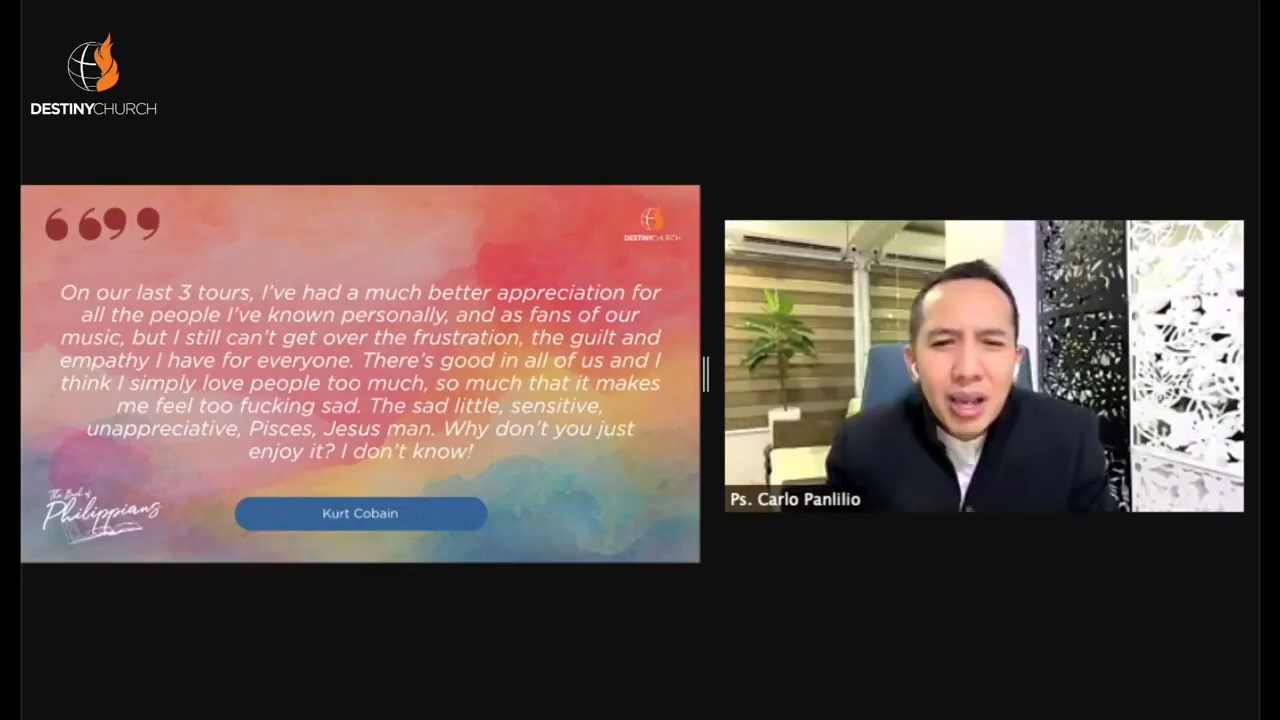 DESTINYCHURCH
DESTINYCHURCH
On our last 3 tours, I've had a much better appreciation for
all the people I've known personally, and as fans of our
music, but I still can't get over the frustration, the guilt and
empathy I have for everyone. There's good in all of us and I
think I simply love people too much, so much that it makes
me feel too fucking sad. The sad little, sensitive,
unappreciative, Pisces, Jesus man. Why don't you just
enjoy it? I don't know!
The Book of
Philippians
Kurt Cobain
Ps. Carlo Panlilio